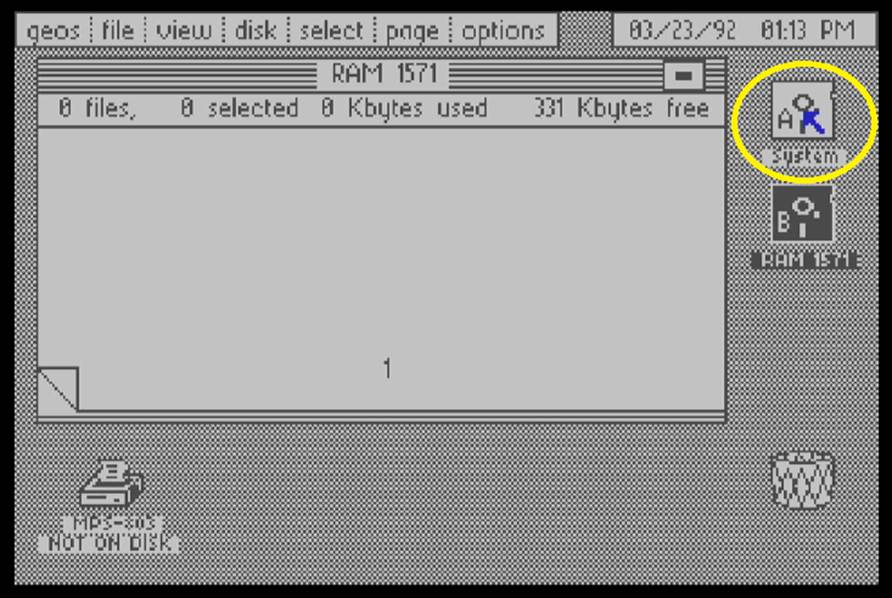 geos file view disk select page options 03/23/92 01:13 PM
RAM 1571
0 files, 0 selected 0 Kbytes used 331 Kbytes free
A
System
B
RAM 1571
1
MPS-803
NOT ON DISK